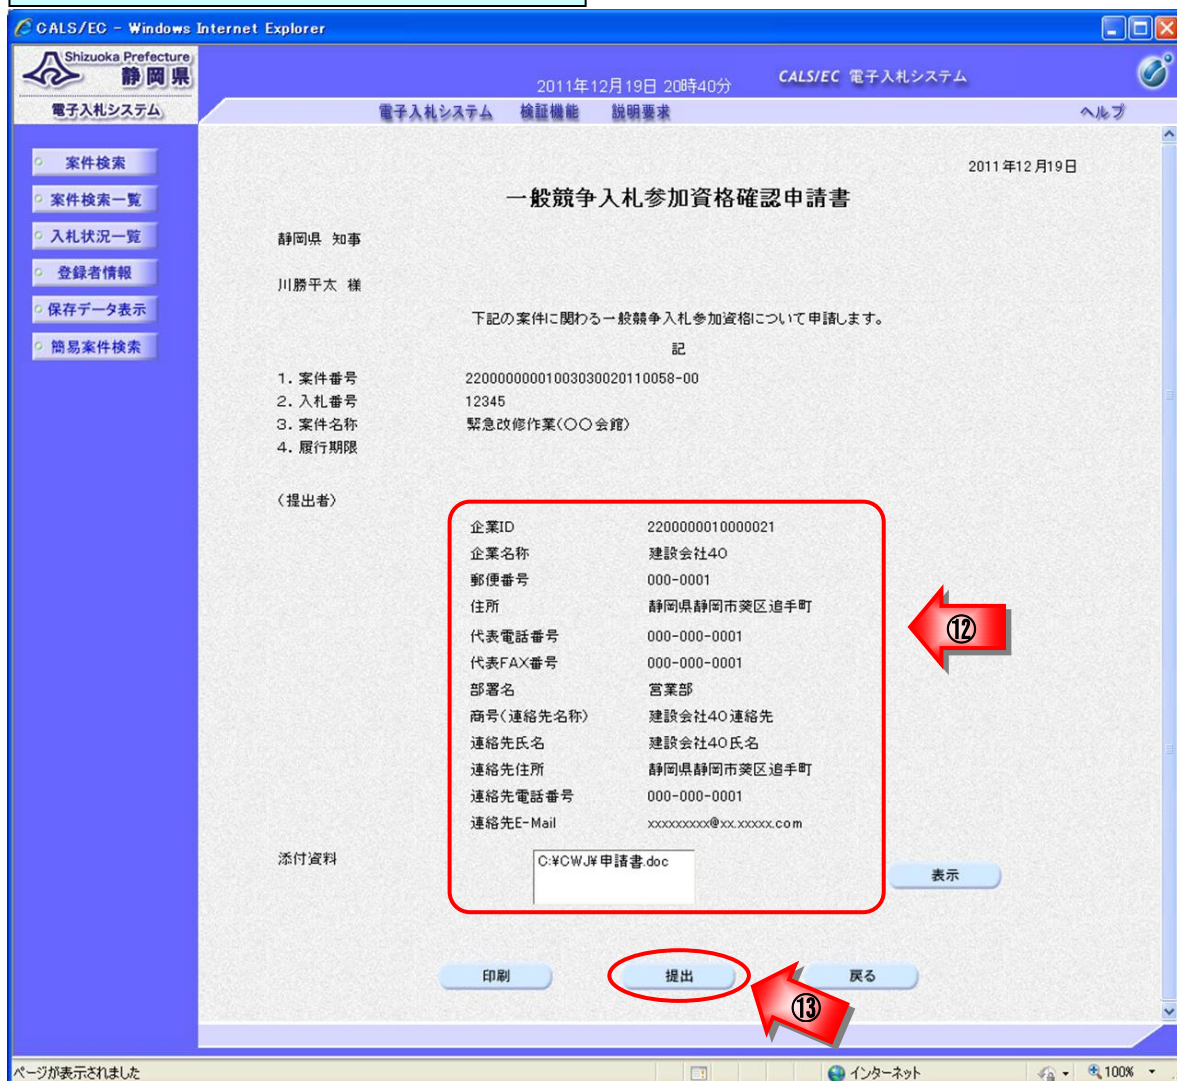 CALS/EC - Windows Internet Explorer
Shizuoka Prefecture
静岡県
電子入札システム
2011年12月19日 20時40分
CALS/EC 電子入札システム
電子入札システム 検証機能 説明要求 ヘルプ
案件検索
案件検索一覧
入札状況一覧
登録者情報
保存データ表示
簡易案件検索
2011年12月19日
一般競争入札参加資格確認申請書
静岡県 知事
川勝平太 様
下記の案件に関わる一般競争入札参加資格について申請します。
記
1. 案件番号 2200000000100303002011​0058-00
2. 入札番号 12345
3. 案件名称 緊急改修作業(○○会館)
4. 履行期限
(提出者)
企業ID 2200000010000021
企業名称 建設会社40
郵便番号 000-0001
住所 静岡県静岡市葵区追手町
代表電話番号 000-000-0001
代表FAX番号 000-000-0001
部署名 営業部
商号(連絡先名称) 建設会社40連絡先
連絡先氏名 建設会社40氏名
連絡先住所 静岡県静岡市葵区追手町
連絡先電話番号 000-000-0001
連絡先E-Mail xxxxxxxxx@xx.xxxxx.com
⑫
添付資料 C:¥CWJ¥申請書.doc 表示
印刷 提出 戻る
⑬
ページが表示されました インターネット 100%